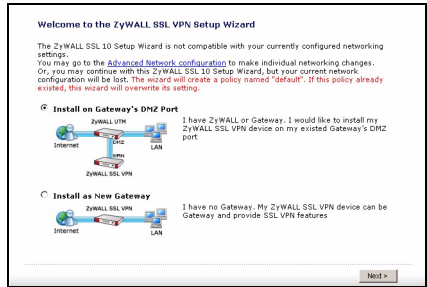 Welcome to the ZyWALL SSL VPN Setup Wizard
The ZyWALL SSL 10 Setup Wizard is not compatible with your currently configured networking
settings.
You may go to the Advanced Network configuration to make individual networking changes.
Or, you may continue with this ZyWALL SSL 10 Setup Wizard, but your current network
configuration will be lost. The wizard will create a policy named "default". If this policy already
existed, this wizard will overwrite its setting.
Install on Gateway's DMZ Port
ZyWALL UTM
Internet
DMZ
LAN
VPN
ZyWALL SSL VPN
I have ZyWALL or Gateway. I would like to install my
ZyWALL SSL VPN device on my existed Gateway's DMZ
port
Install as New Gateway
ZyWALL SSL VPN
Internet
LAN
I have no Gateway. My ZyWALL SSL VPN device can be
Gateway and provide SSL VPN features
Next >